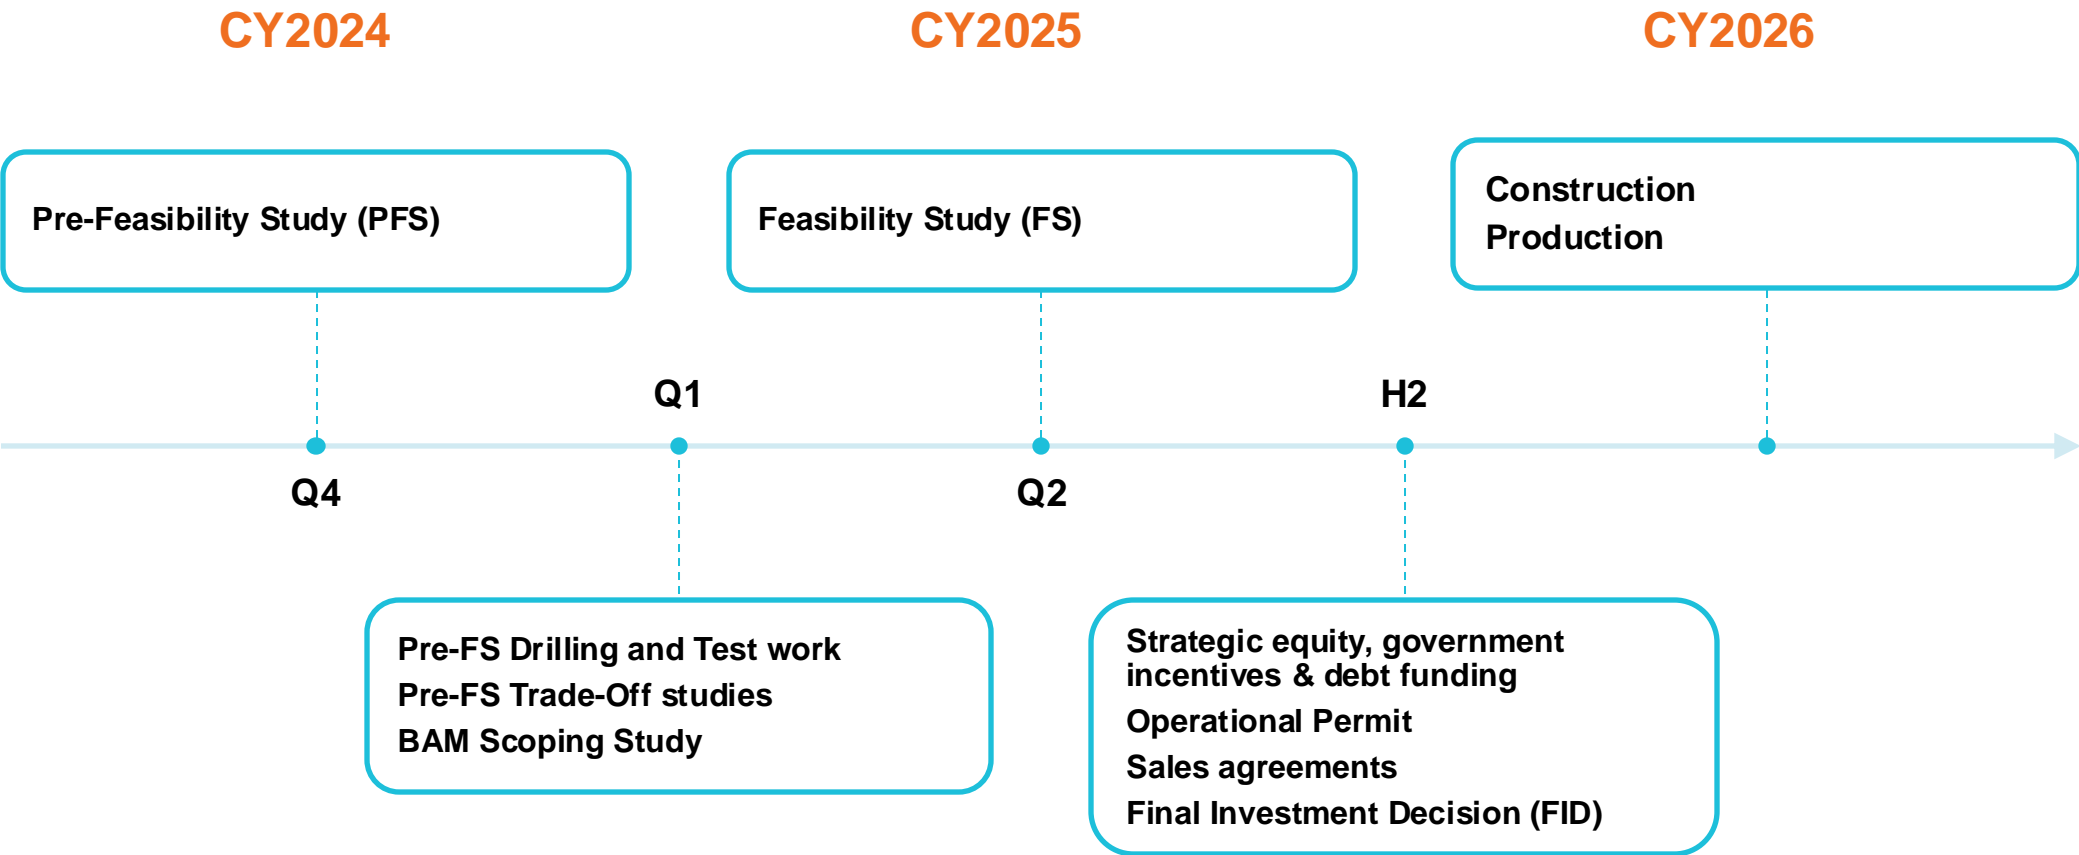 CY2024
CY2025
CY2026
Pre-Feasibility Study (PFS)
Feasibility Study (FS)
Construction
Production
Q1
H2
Q4
Q2
Pre-FS Drilling and Test work
Pre-FS Trade-Off studies
BAM Scoping Study
Strategic equity, government
incentives & debt funding
Operational Permit
Sales agreements
Final Investment Decision (FID)